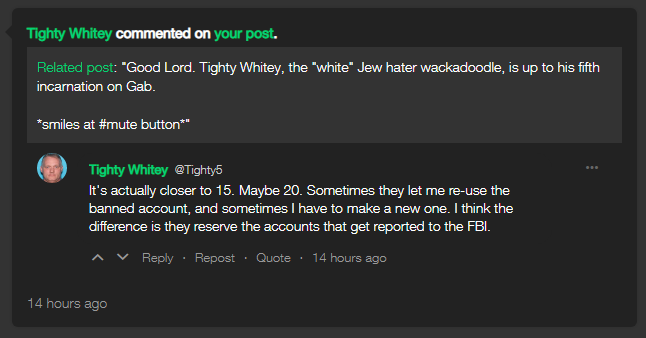 Tighty Whitey commented on your post.
Related post: "Good Lord. Tighty Whitey, the "white" Jew hater wackadoodle, is up to his fifth
incarnation on Gab.
*smiles at #mute button*"
Tighty Whitey @Tighty5
It's actually closer to 15. Maybe 20. Sometimes they let me re-use the
banned account, and sometimes I have to make a new one. I think the
difference is they reserve the accounts that get reported to the FBI.
Reply · Repost · Quote · 14 hours ago
14 hours ago